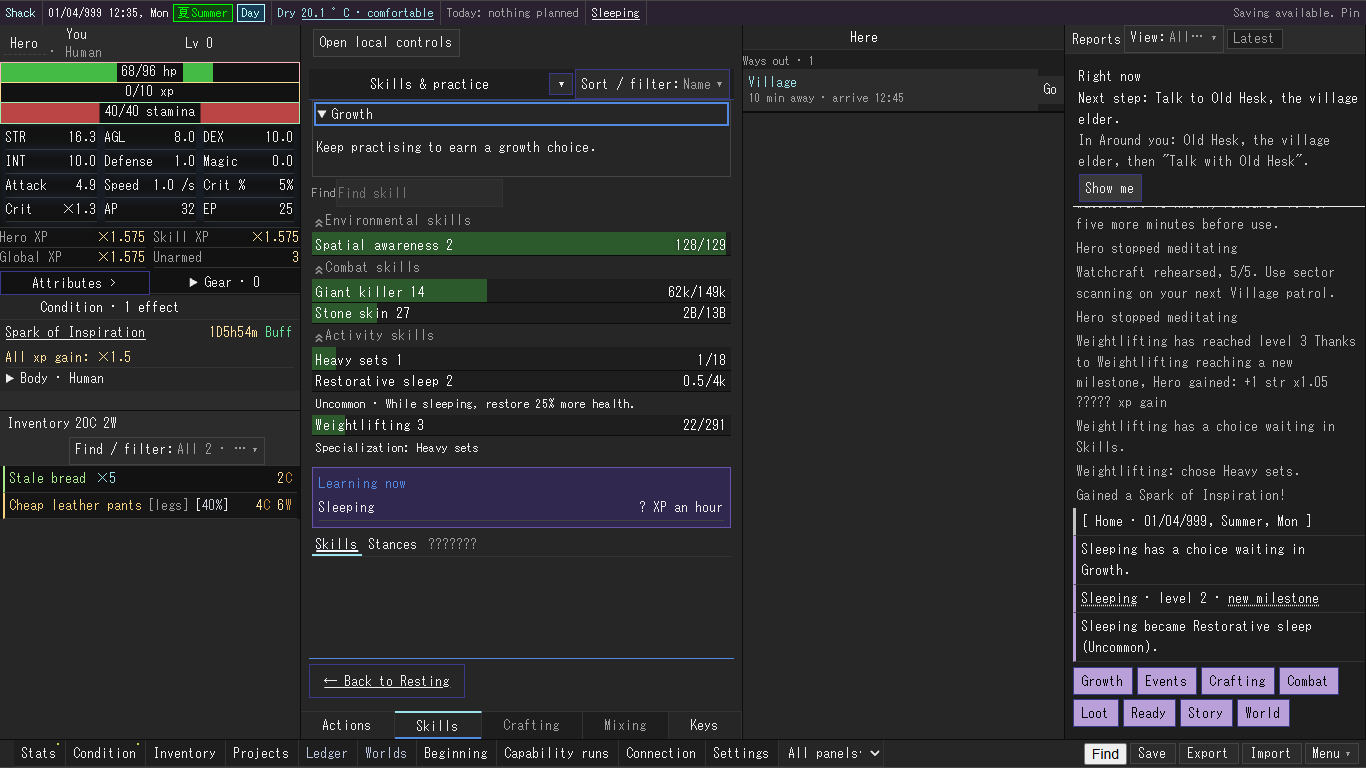 Shack 01/04/999 12:35, Mon 夏Summer Day Dry 20.1 °C · comfortable Today: nothing planned Sleeping Saving available. Pin
Hero · You Human Lv 0
68/96 hp
0/10 xp
40/40 stamina
STR 16.3 AGL 8.0 DEX 10.0
INT 10.0 Defense 1.0 Magic 0.0
Attack 4.9 Speed 1.0 /s Crit % 5%
Crit ×1.3 AP 32 EP 25
Hero XP ×1.575 Skill XP ×1.575
Global XP ×1.575 Unarmed 3
Attributes > ▶ Gear · 0
Condition · 1 effect
Spark of Inspiration 1D5h54m Buff
All xp gain: ×1.5
▶ Body · Human
Inventory 20C 2W
Find / filter: All 2 · ⋯ ▾
Stale bread ×5 2C
Cheap leather pants [legs] [40%] 4C 6W
Open local controls
Skills & practice ▾ Sort / filter: Name ▾
▼ Growth
Keep practising to earn a growth choice.
Find Find skill
Environmental skills
Spatial awareness 2 128/129
Combat skills
Giant killer 14 62k/149k
Stone skin 27 2B/13B
Activity skills
Heavy sets 1 1/18
Restorative sleep 2 0.5/4k
Uncommon · While sleeping, restore 25% more health.
Weightlifting 3 22/291
Specialization: Heavy sets
Learning now
Sleeping ? XP an hour
Skills Stances ???????
← Back to Resting
Actions Skills Crafting Mixing Keys
Here
Ways out · 1
Village
10 min away · arrive 12:45
Go
Reports View: All⋯ ▾ Latest
Right now
Next step: Talk to Old Hesk, the village
elder.
In Around you: Old Hesk, the village
elder, then "Talk with Old Hesk".
Show me
five more minutes before use.
Hero stopped meditating
Watchcraft rehearsed, 5/5. Use sector
scanning on your next Village patrol.
Hero stopped meditating
Weightlifting has reached level 3 Thanks
to Weightlifting reaching a new
milestone, Hero gained: +1 str x1.05
????? xp gain
Weightlifting has a choice waiting in
Skills.
Weightlifting: chose Heavy sets.
Gained a Spark of Inspiration!
[ Home · 01/04/999, Summer, Mon ]
Sleeping has a choice waiting in
Growth.
Sleeping · level 2 · new milestone
Sleeping became Restorative sleep
(Uncommon).
Growth Events Crafting Combat
Loot Ready Story World
Stats Condition Inventory Projects Ledger Worlds Beginning Capability runs Connection Settings All panels· Find Save Export Import Menu ▾